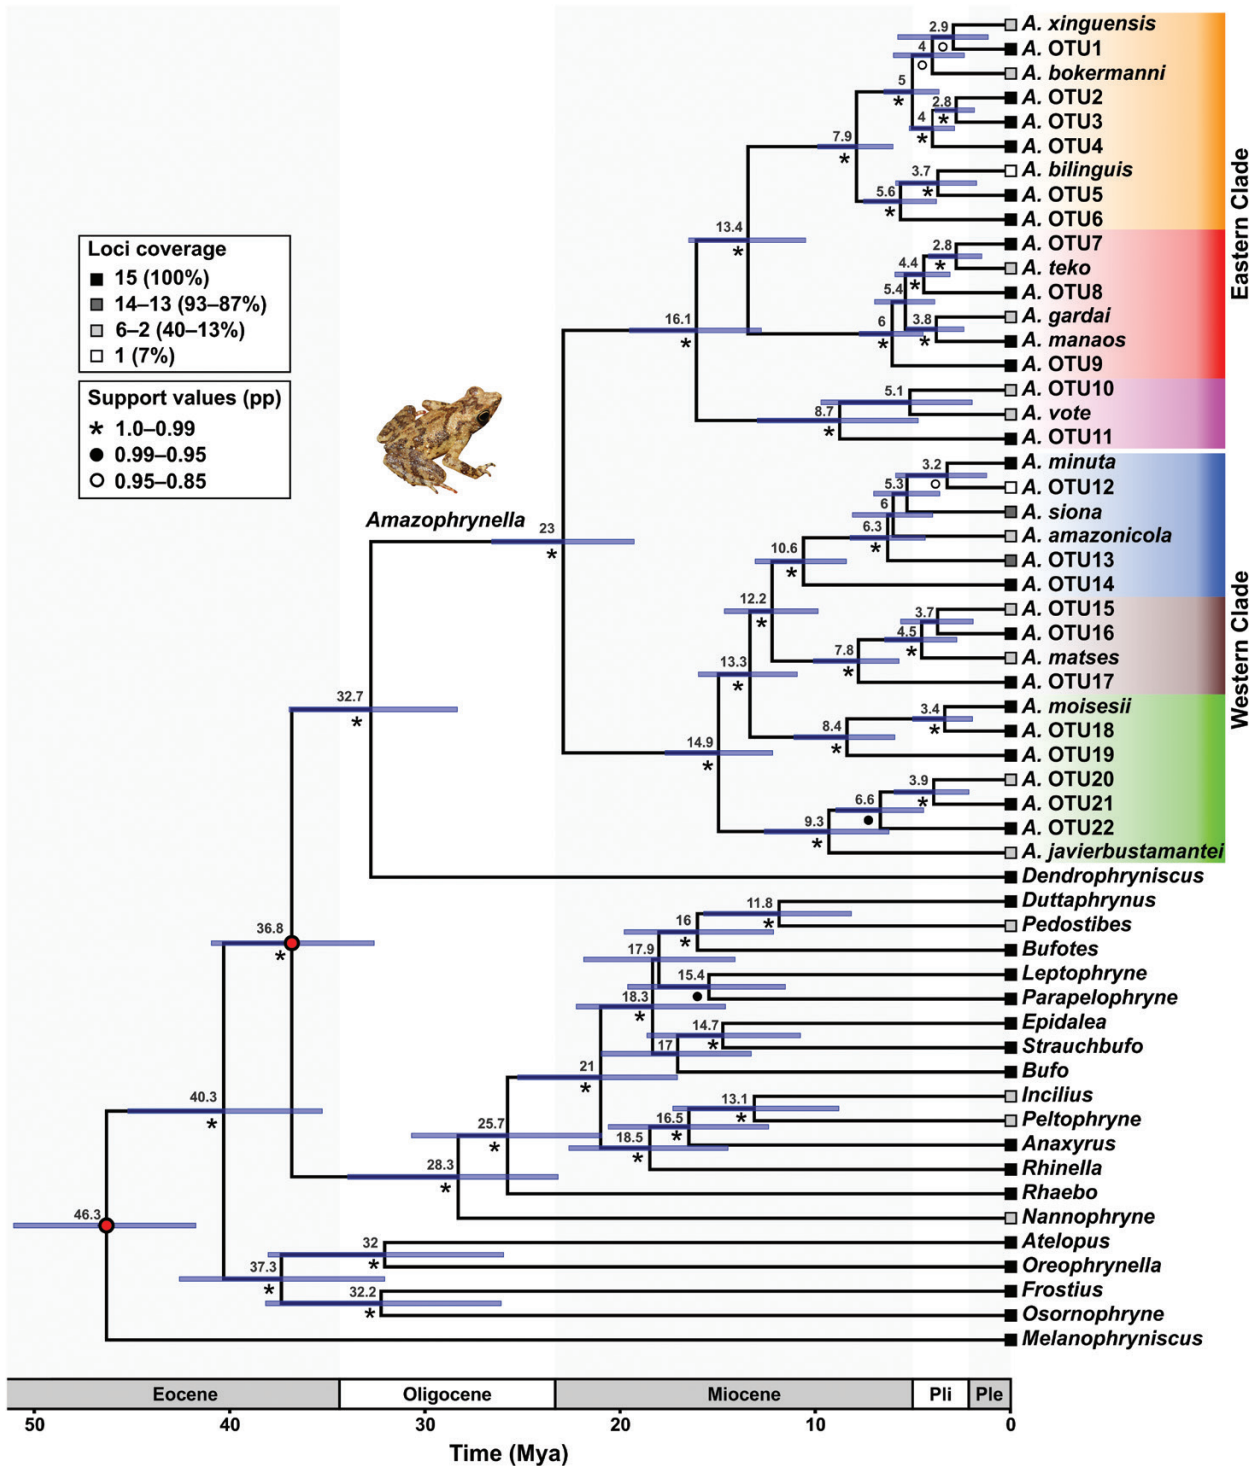 Loci coverage
15 (100%)
14–13 (93–87%)
6–2 (40–13%)
1 (7%)
Support values (pp)
* 1.0–0.99
0.99–0.95
0.95–0.85
Amazophrynella
A. xinguensis
A. OTU1
A. bokermanni
A. OTU2
A. OTU3
A. OTU4
A. bilinguis
A. OTU5
A. OTU6
A. OTU7
A. teko
A. OTU8
A. gardai
A. manaos
A. OTU9
A. OTU10
A. vote
A. OTU11
A. minuta
A. OTU12
A. siona
A. amazonicola
A. OTU13
A. OTU14
A. OTU15
A. OTU16
A. matses
A. OTU17
A. moisesii
A. OTU18
A. OTU19
A. OTU20
A. OTU21
A. OTU22
A. javierbustamantei
Dendrophryniscus
Duttaphrynus
Pedostibes
Bufotes
Leptophryne
Parapelophryne
Epidalea
Strauchbufo
Bufo
Incilius
Peltophryne
Anaxyrus
Rhinella
Rhaebo
Nannophryne
Atelopus
Oreophrynella
Frostius
Osornophryne
Melanophryniscus
Eastern Clade
Western Clade
2.9
4
5
2.8
4
7.9
3.7
5.6
13.4
2.8
4.4
5.4
3.8
6
16.1
5.1
8.7
23
3.2
5.3
6
6.3
10.6
12.2
3.7
4.5
7.8
13.3
3.4
8.4
14.9
3.9
6.6
9.3
32.7
36.8
11.8
16
17.9
15.4
18.3
14.7
17
21
13.1
16.5
18.5
25.7
28.3
40.3
46.3
32
37.3
32.2
Eocene Oligocene Miocene Pli Ple
50 40 30 20 10 0
Time (Mya)